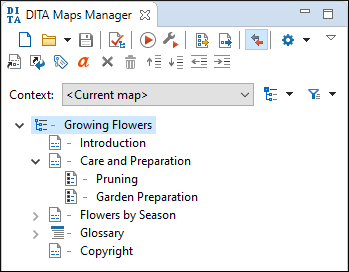 DITA DITA Maps Manager
Context: <Current map>
Growing Flowers
Introduction
Care and Preparation
Pruning
Garden Preparation
Flowers by Season
Glossary
Copyright